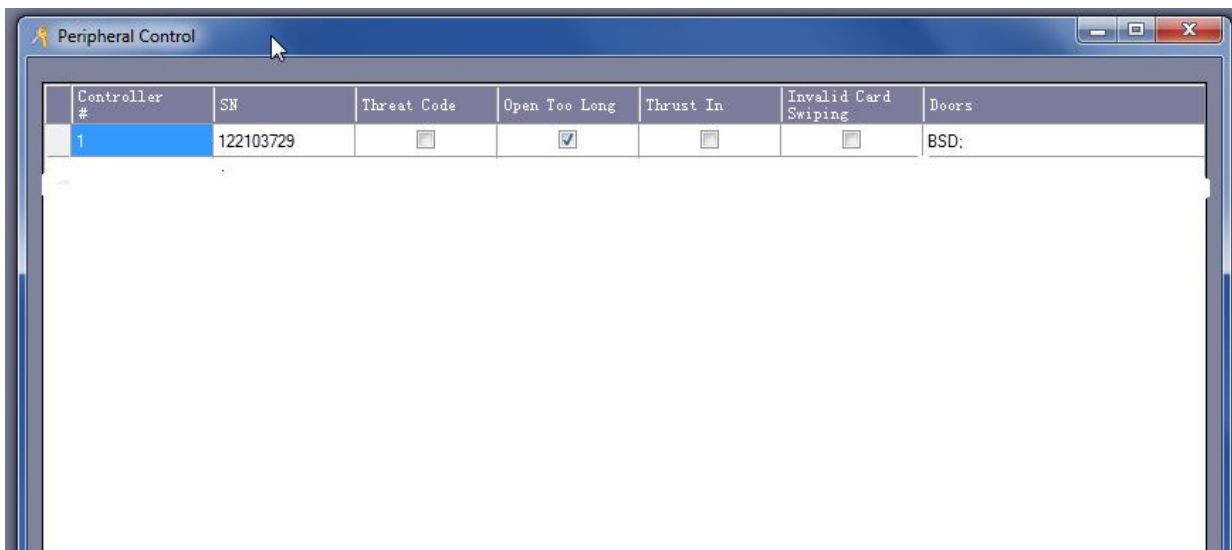 Peripheral Control
Controller # SN Threat Code Open Too Long Thrust In Invalid Card Swiping Doors
1 122103729 BSD;